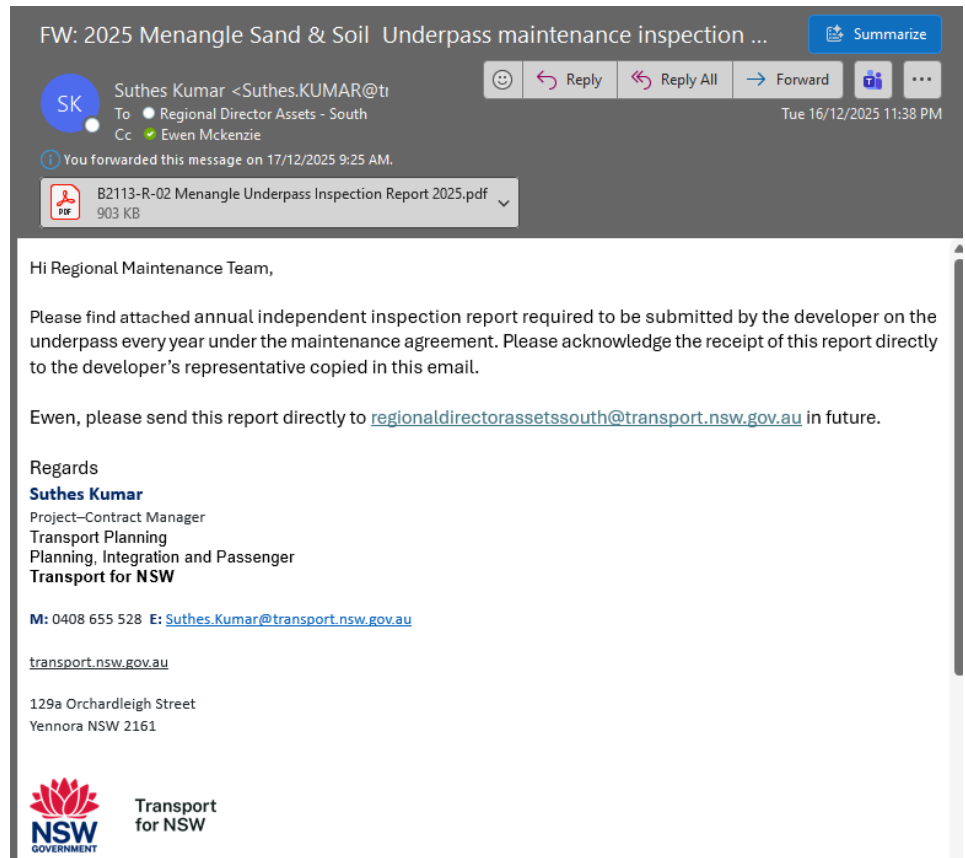 FW: 2025 Menangle Sand & Soil Underpass maintenance inspection ...
Summarize
SK
Suthes Kumar <Suthes.KUMAR@tr
Reply
Reply All
Forward
To Regional Director Assets - South
Tue 16/12/2025 11:38 PM
Cc Ewen Mckenzie
You forwarded this message on 17/12/2025 9:25 AM.
PDF
B2113-R-02 Menangle Underpass Inspection Report 2025.pdf
903 KB
Hi Regional Maintenance Team,
Please find attached annual independent inspection report required to be submitted by the developer on the
underpass every year under the maintenance agreement. Please acknowledge the receipt of this report directly
to the developer's representative copied in this email.
Ewen, please send this report directly to regionaldirectorassetssouth@transport.nsw.gov.au in future.
Regards
Suthes Kumar
Project–Contract Manager
Transport Planning
Planning, Integration and Passenger
Transport for NSW
M: 0408 655 528 E: Suthes.Kumar@transport.nsw.gov.au
transport.nsw.gov.au
129a Orchardleigh Street
Yennora NSW 2161
NSW
GOVERNMENT
Transport
for NSW